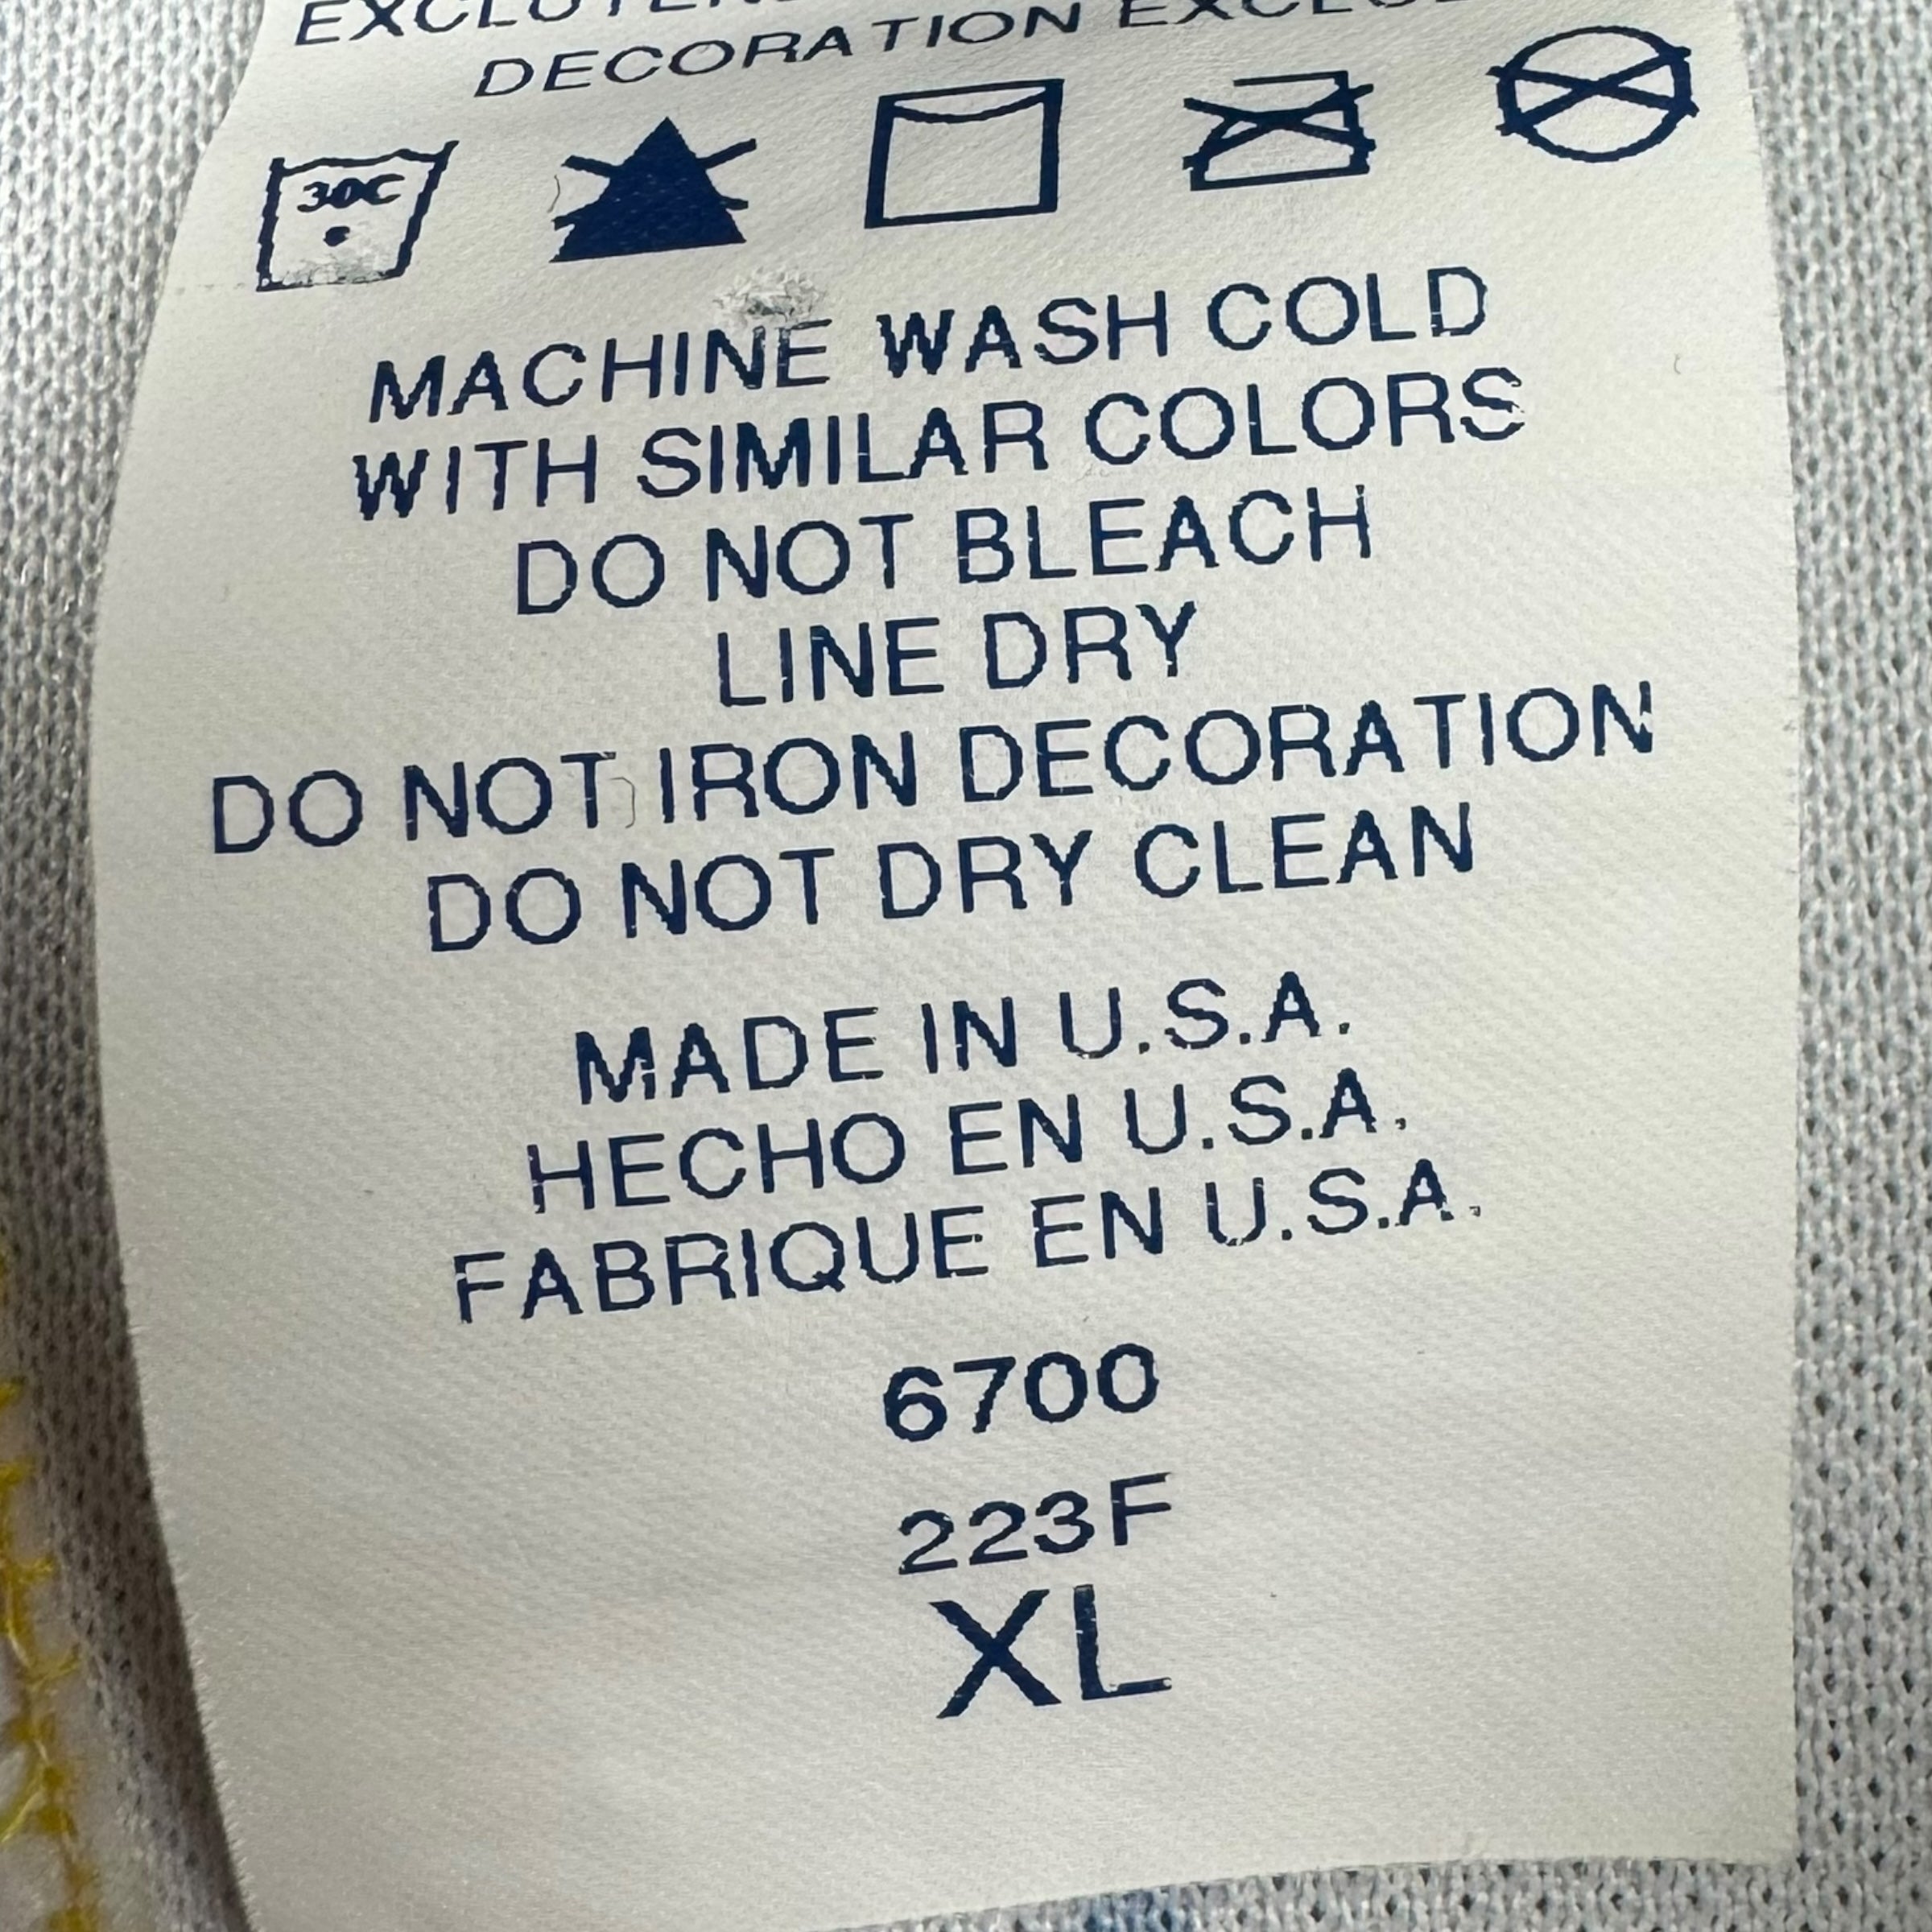 DECORATION
30C
MACHINE WASH COLD
WITH SIMILAR COLORS
DO NOT BLEACH
LINE DRY
DO NOT IRON DECORATION
DO NOT DRY CLEAN
MADE IN U.S.A.
HECHO EN U.S.A.
FABRIQUE EN U.S.A.
6700
223F
XL